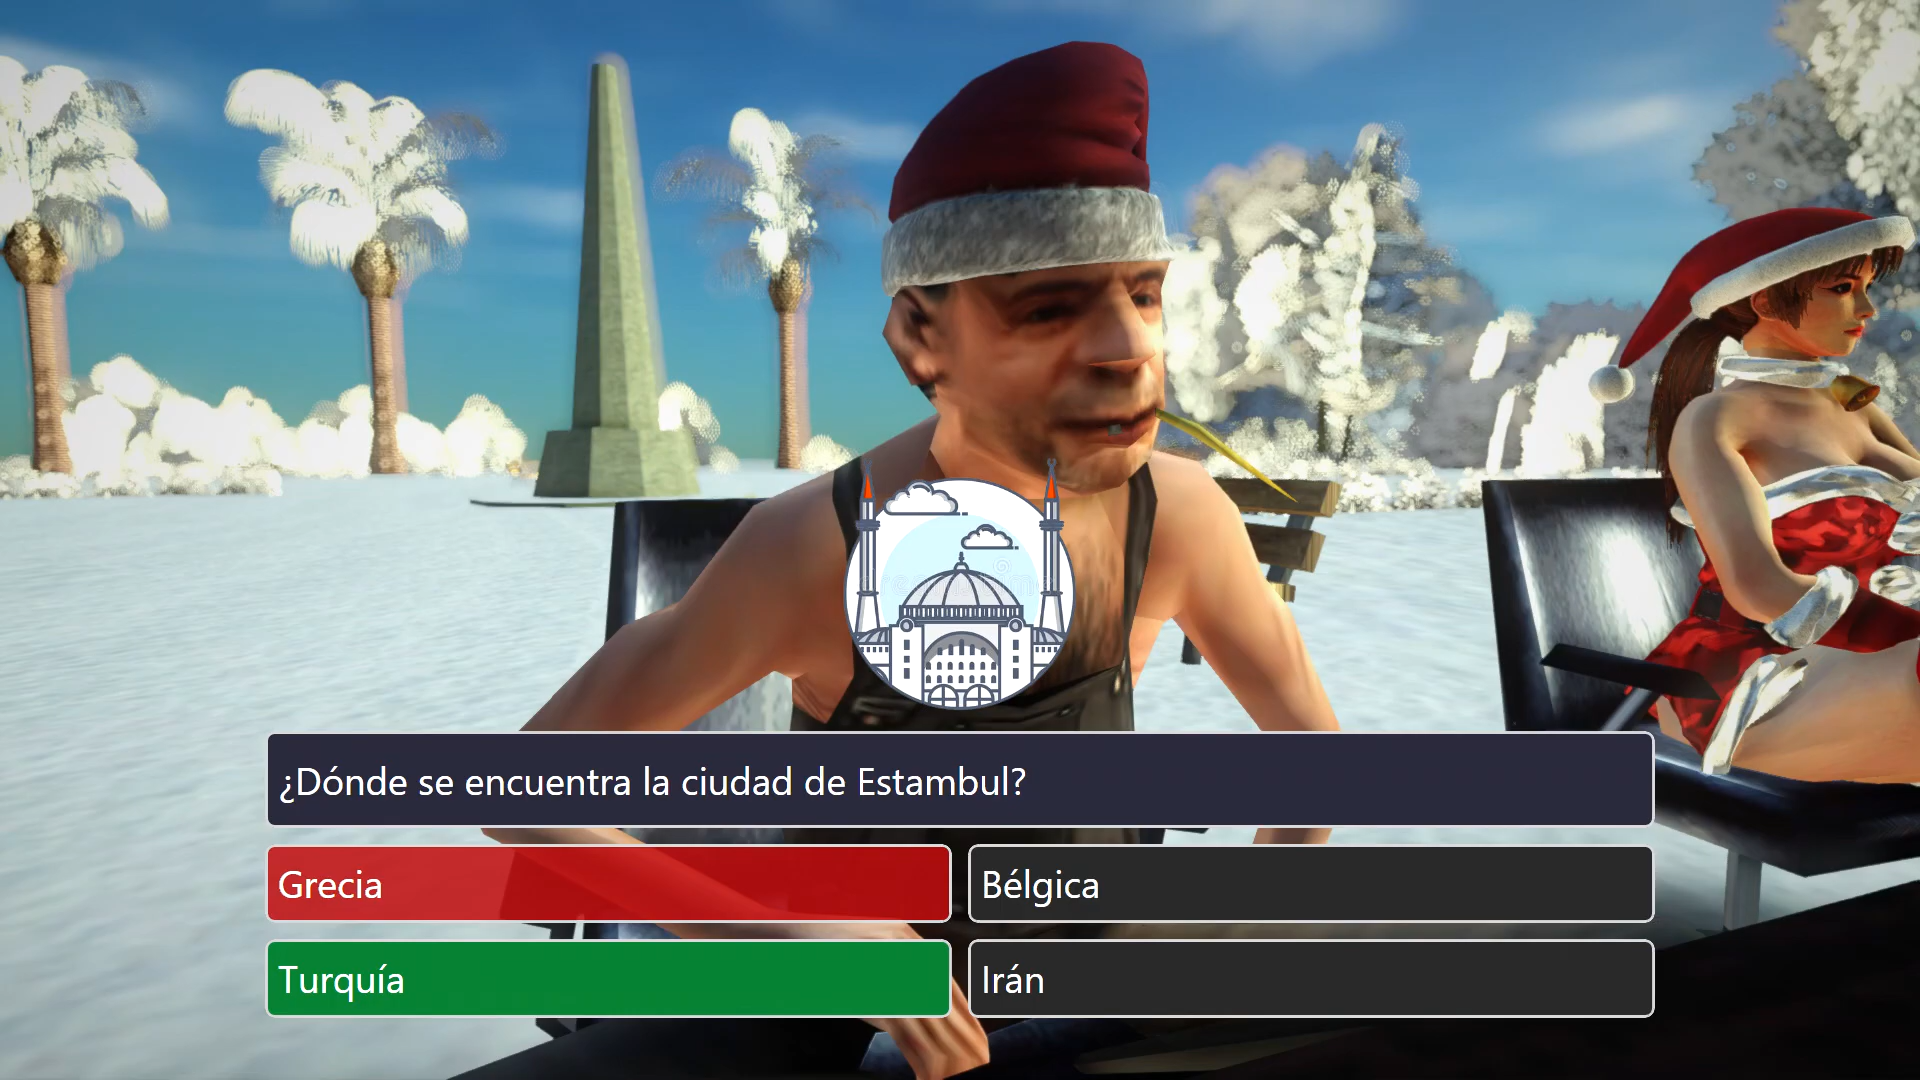 ¿Dónde se encuentra la ciudad de Estambul?
Grecia
Bélgica
Turquía
Irán